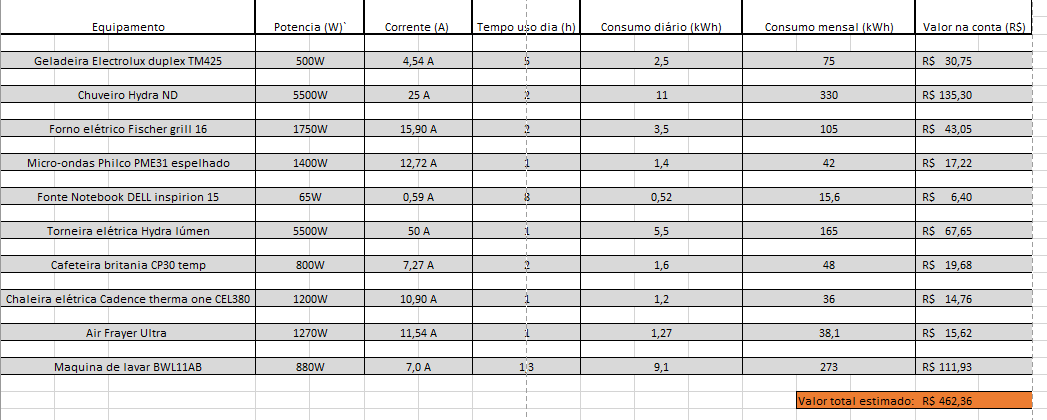 Equipamento Potencia (W)` Corrente (A) Tempo uso dia (h) Consumo diário (kWh) Consumo mensal (kWh) Valor na conta (R$)
Geladeira Electrolux duplex TM425 500W 4,54 A 5 2,5 75 R$ 30,75
Chuveiro Hydra ND 5500W 25 A 2 11 330 R$ 135,30
Forno elétrico Fischer grill 16 1750W 15,90 A 2 3,5 105 R$ 43,05
Micro-ondas Philco PME31 espelhado 1400W 12,72 A 1 1,4 42 R$ 17,22
Fonte Notebook DELL inspirion 15 65W 0,59 A 8 0,52 15,6 R$ 6,40
Torneira elétrica Hydra lúmen 5500W 50 A 1 5,5 165 R$ 67,65
Cafeteira britania CP30 temp 800W 7,27 A 2 1,6 48 R$ 19,68
Chaleira elétrica Cadence therma one CEL380 1200W 10,90 A 1 1,2 36 R$ 14,76
Air Frayer Ultra 1270W 11,54 A 1 1,27 38,1 R$ 15,62
Maquina de lavar BWL11AB 880W 7,0 A 9,1 273 R$ 111,93
Valor total estimado: R$ 462,36